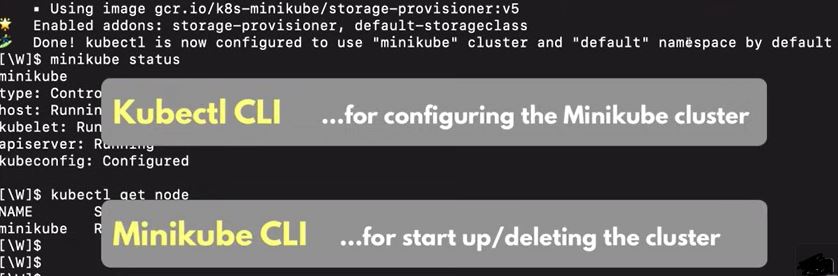 ▪ Using image gcr.io/k8s-minikube/storage-provisioner:v5
🌟 Enabled addons: storage-provisioner, default-storageclass
🏄 Done! kubectl is now configured to use "minikube" cluster and "default" namespace by default
[\W]$ minikube status
minikube
type: Contro
host: Runnin
kubelet: Run
apiserver: Running
kubeconfig: Configured
Kubectl CLI ...for configuring the Minikube cluster
[\W]$ kubectl get node
NAME S
minikube R
[\W]$
[\W]$
Minikube CLI ...for start up/deleting the cluster